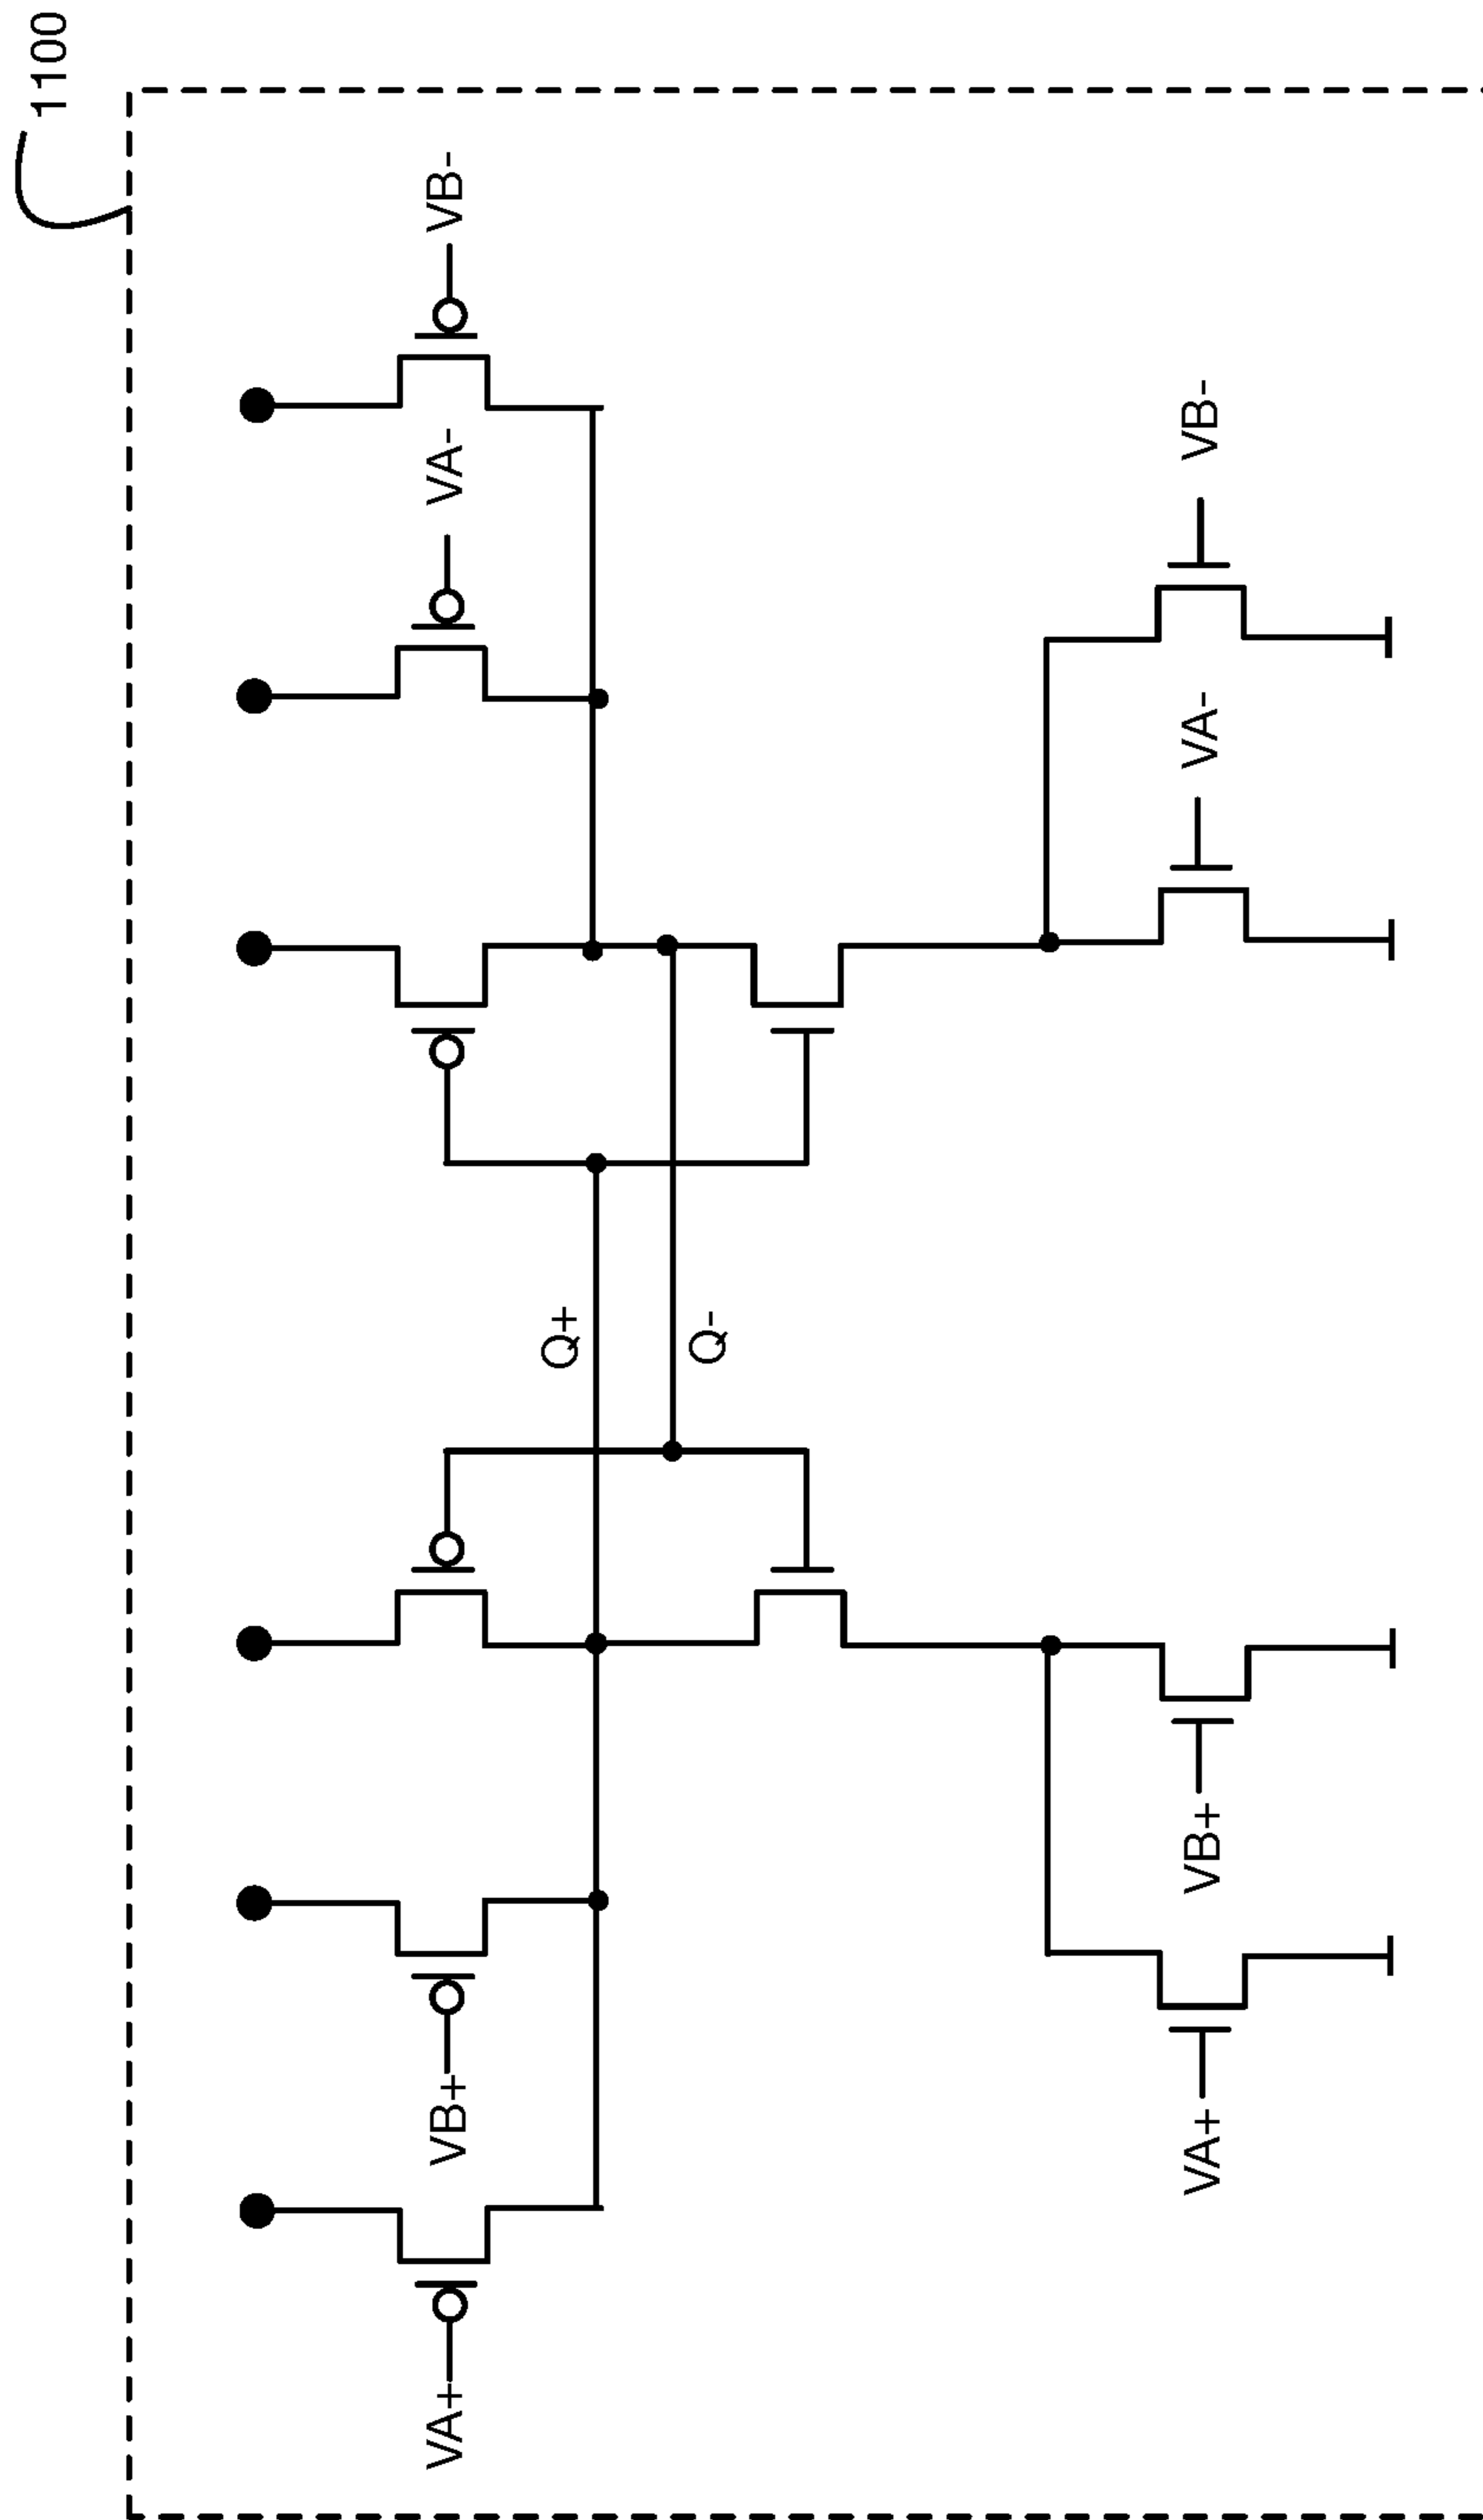 1100
VA+
VB+
VA-
VB-
Q+
Q-
VA+
VB+
VA-
VB-